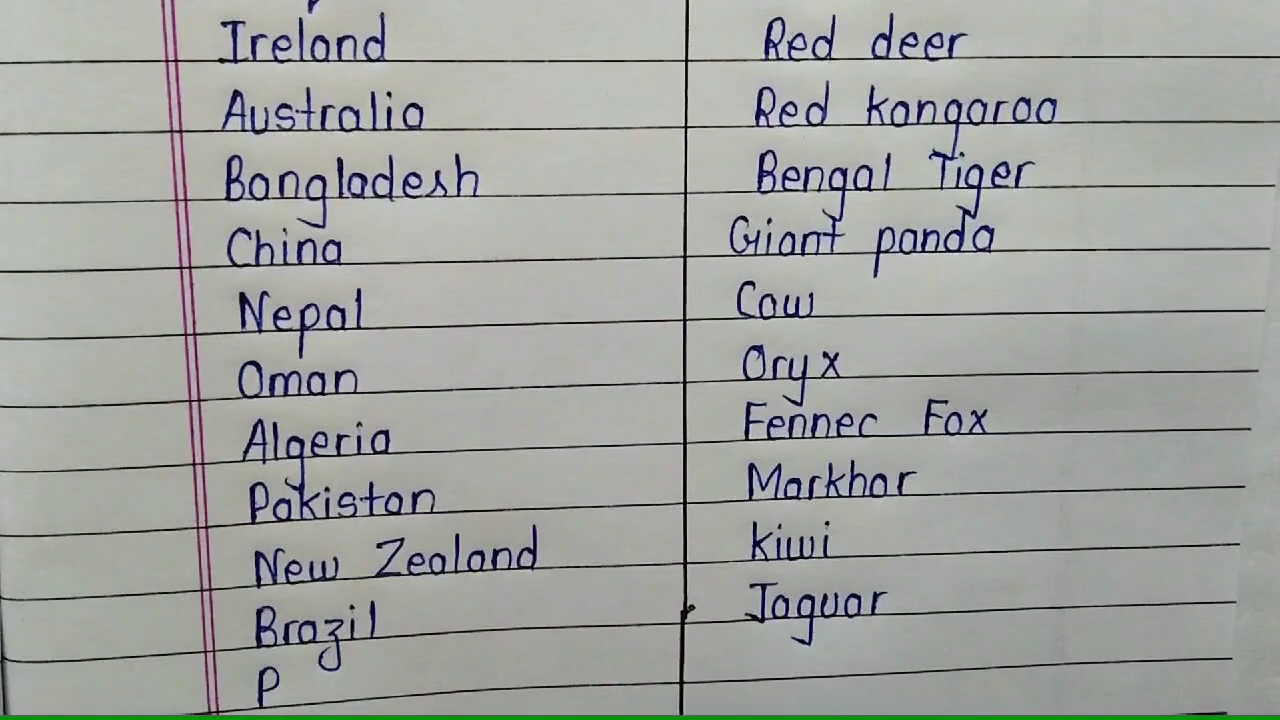 Ireland Red deer
Australia Red kangaroo
Bangladesh Bengal Tiger
China Giant panda
Nepal Cow
Oman Oryx
Algeria Fennec Fox
Pakistan Markhor
New Zealand Kiwi
Brazil Jaguar
P